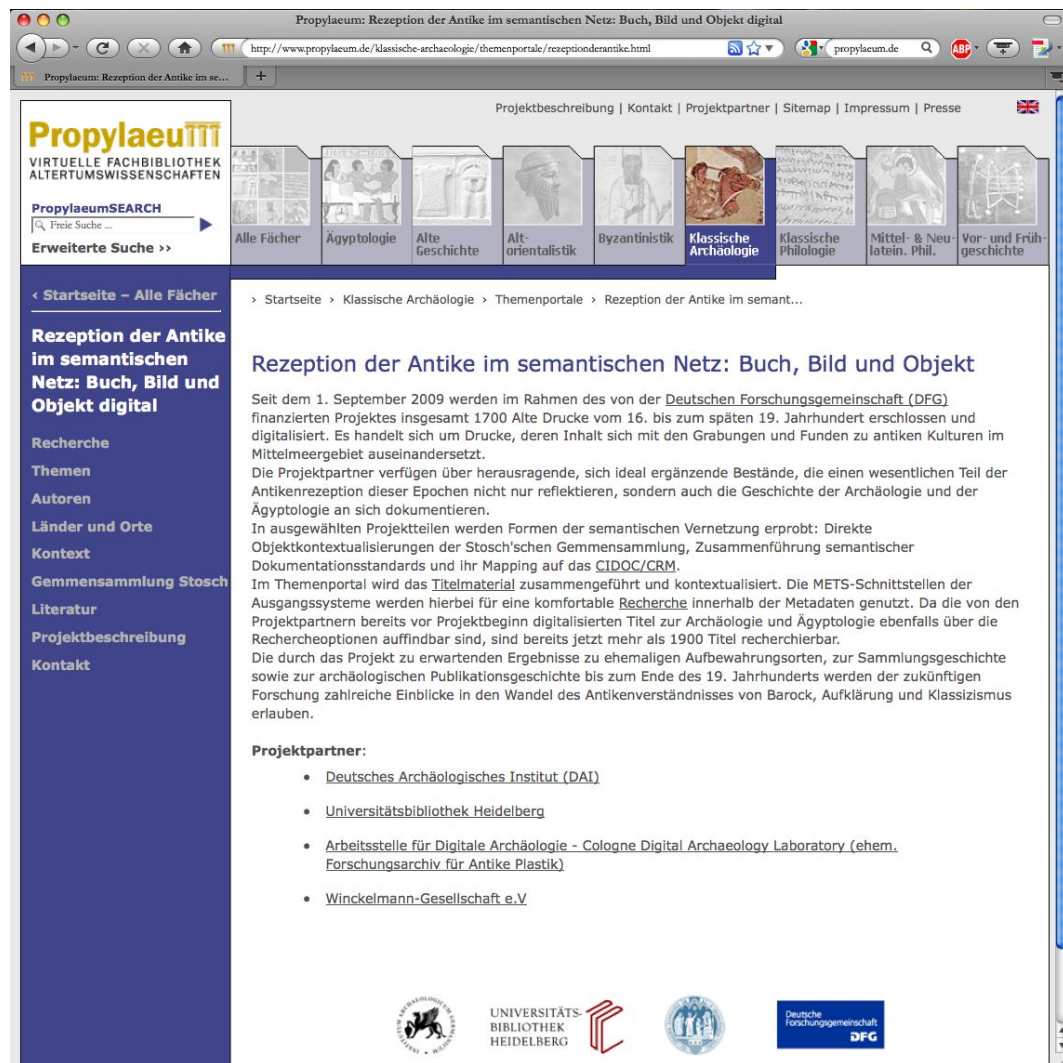 Propylaeum: Rezeption der Antike im semantischen Netz: Buch, Bild und Objekt digital
http://www.propylaeum.de/klassische-archaeologie/themenportale/rezeptionderantike.html
propylaeum.de
ABP
Propylaeum: Rezeption der Antike im se...
Projektbeschreibung | Kontakt | Projektpartner | Sitemap | Impressum | Presse
Propylaeum
VIRTUELLE FACHBIBLIOTHEK
ALTERTUMSWISSENSCHAFTEN
PropylaeumSEARCH
Freie Suche ...
Erweiterte Suche ››
Alle Fächer
Ägyptologie
Alte
Geschichte
Alt-
orientalistik
Byzantinistik
Klassische
Archäologie
Klassische
Philologie
Mittel- & Neu-
latein. Phil.
Vor- und Früh-
geschichte
‹ Startseite – Alle Fächer
Rezeption der Antike
im semantischen
Netz: Buch, Bild und
Objekt digital
Recherche
Themen
Autoren
Länder und Orte
Kontext
Gemmensammlung Stosch
Literatur
Projektbeschreibung
Kontakt
› Startseite › Klassische Archäologie › Themenportale › Rezeption der Antike im semant...
Rezeption der Antike im semantischen Netz: Buch, Bild und Objekt
Seit dem 1. September 2009 werden im Rahmen des von der Deutschen Forschungsgemeinschaft (DFG)
finanzierten Projektes insgesamt 1700 Alte Drucke vom 16. bis zum späten 19. Jahrhundert erschlossen und
digitalisiert. Es handelt sich um Drucke, deren Inhalt sich mit den Grabungen und Funden zu antiken Kulturen im
Mittelmeergebiet auseinandersetzt.
Die Projektpartner verfügen über herausragende, sich ideal ergänzende Bestände, die einen wesentlichen Teil der
Antikenrezeption dieser Epochen nicht nur reflektieren, sondern auch die Geschichte der Archäologie und der
Ägyptologie an sich dokumentieren.
In ausgewählten Projektteilen werden Formen der semantischen Vernetzung erprobt: Direkte
Objektkontextualisierungen der Stosch'schen Gemmensammlung, Zusammenführung semantischer
Dokumentationsstandards und ihr Mapping auf das CIDOC/CRM.
Im Themenportal wird das Titelmaterial zusammengeführt und kontextualisiert. Die METS-Schnittstellen der
Ausgangssysteme werden hierbei für eine komfortable Recherche innerhalb der Metadaten genutzt. Da die von den
Projektpartnern bereits vor Projektbeginn digitalisierten Titel zur Archäologie und Ägyptologie ebenfalls über die
Rechercheoptionen auffindbar sind, sind bereits jetzt mehr als 1900 Titel recherchierbar.
Die durch das Projekt zu erwartenden Ergebnisse zu ehemaligen Aufbewahrungsorten, zur Sammlungsgeschichte
sowie zur archäologischen Publikationsgeschichte bis zum Ende des 19. Jahrhunderts werden der zukünftigen
Forschung zahlreiche Einblicke in den Wandel des Antikenverständnisses von Barock, Aufklärung und Klassizismus
erlauben.
Projektpartner:
• Deutsches Archäologisches Institut (DAI)
• Universitätsbibliothek Heidelberg
• Arbeitsstelle für Digitale Archäologie - Cologne Digital Archaeology Laboratory (ehem.
Forschungsarchiv für Antike Plastik)
• Winckelmann-Gesellschaft e.V
UNIVERSITÄTS-
BIBLIOTHEK
HEIDELBERG
Deutsche
Forschungsgemeinschaft
DFG